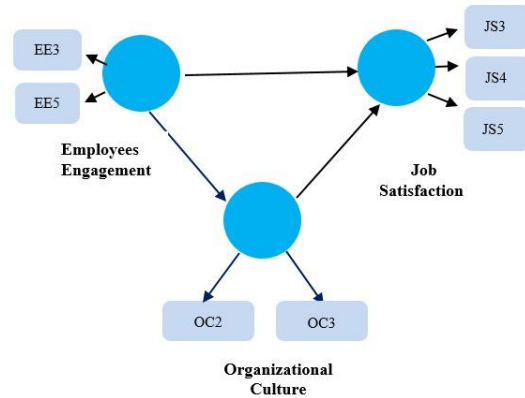 EE3
EE5
Employees
Engagement
JS3
JS4
JS5
Job
Satisfaction
OC2
OC3
Organizational
Culture